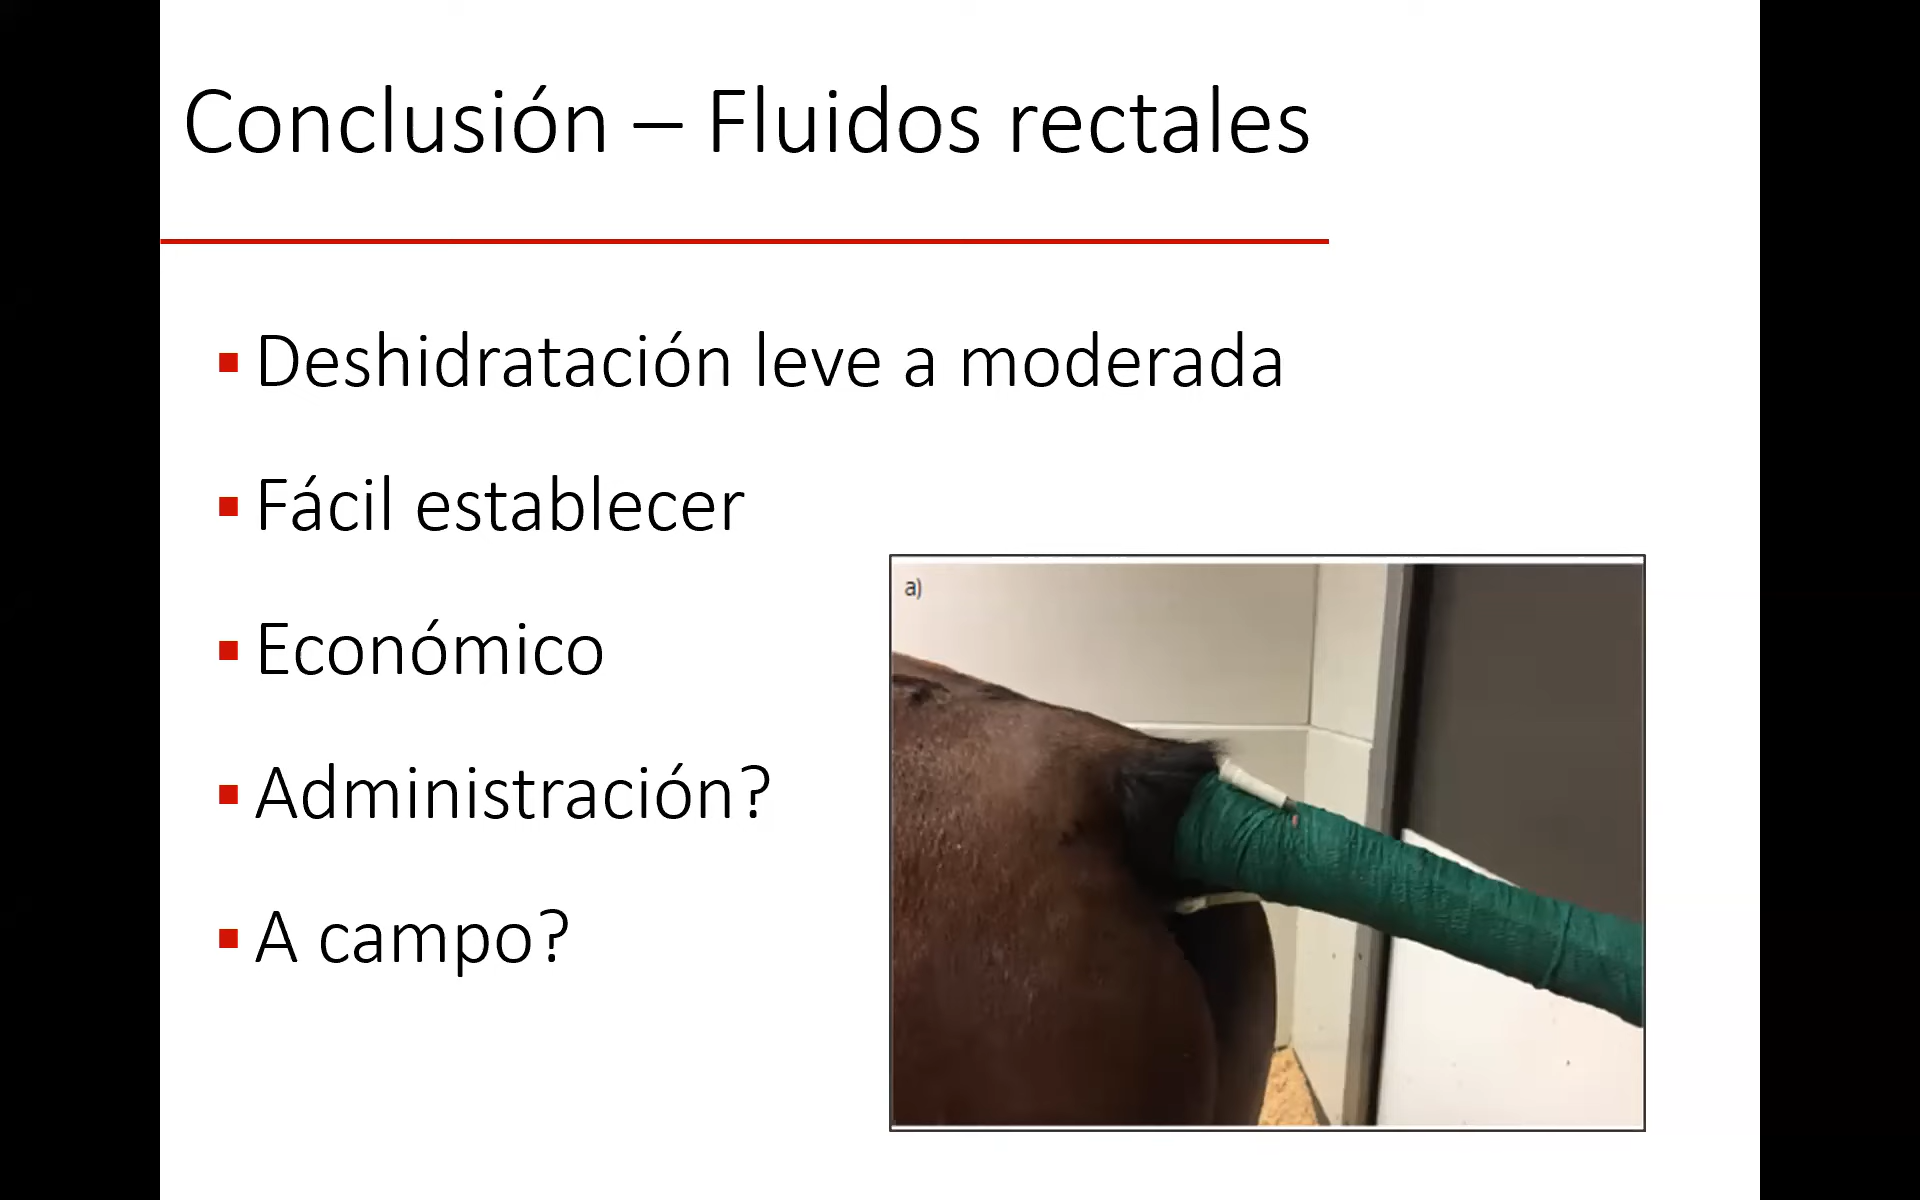 Conclusión – Fluidos rectales
Deshidratación leve a moderada
Fácil establecer
Económico
Administración?
A campo?
a)